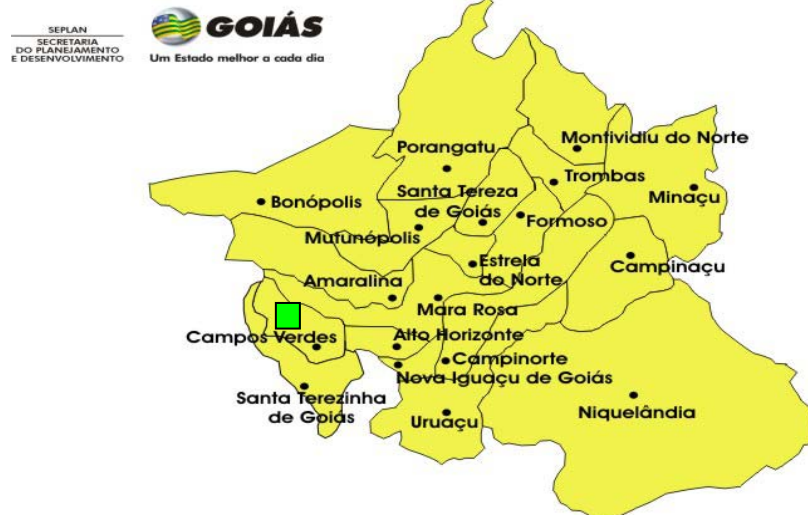 SEPLAN
SECRETARIA
DO PLANEJAMENTO
E DESENVOLVIMENTO
GOIÁS
Um Estado melhor a cada dia
Montividiu do Norte
Porangatu
Trombas
Minaçu
Santa Tereza
de Goiás
Bonópolis
Formoso
Mutunópolis
Estrela
do Norte
Campinaçu
Amaralina
Mara Rosa
Campos Verdes
Alto Horizonte
Campinorte
Nova Iguaçu de Goiás
Santa Terezinha
de Goiás
Uruaçu
Niquelândia